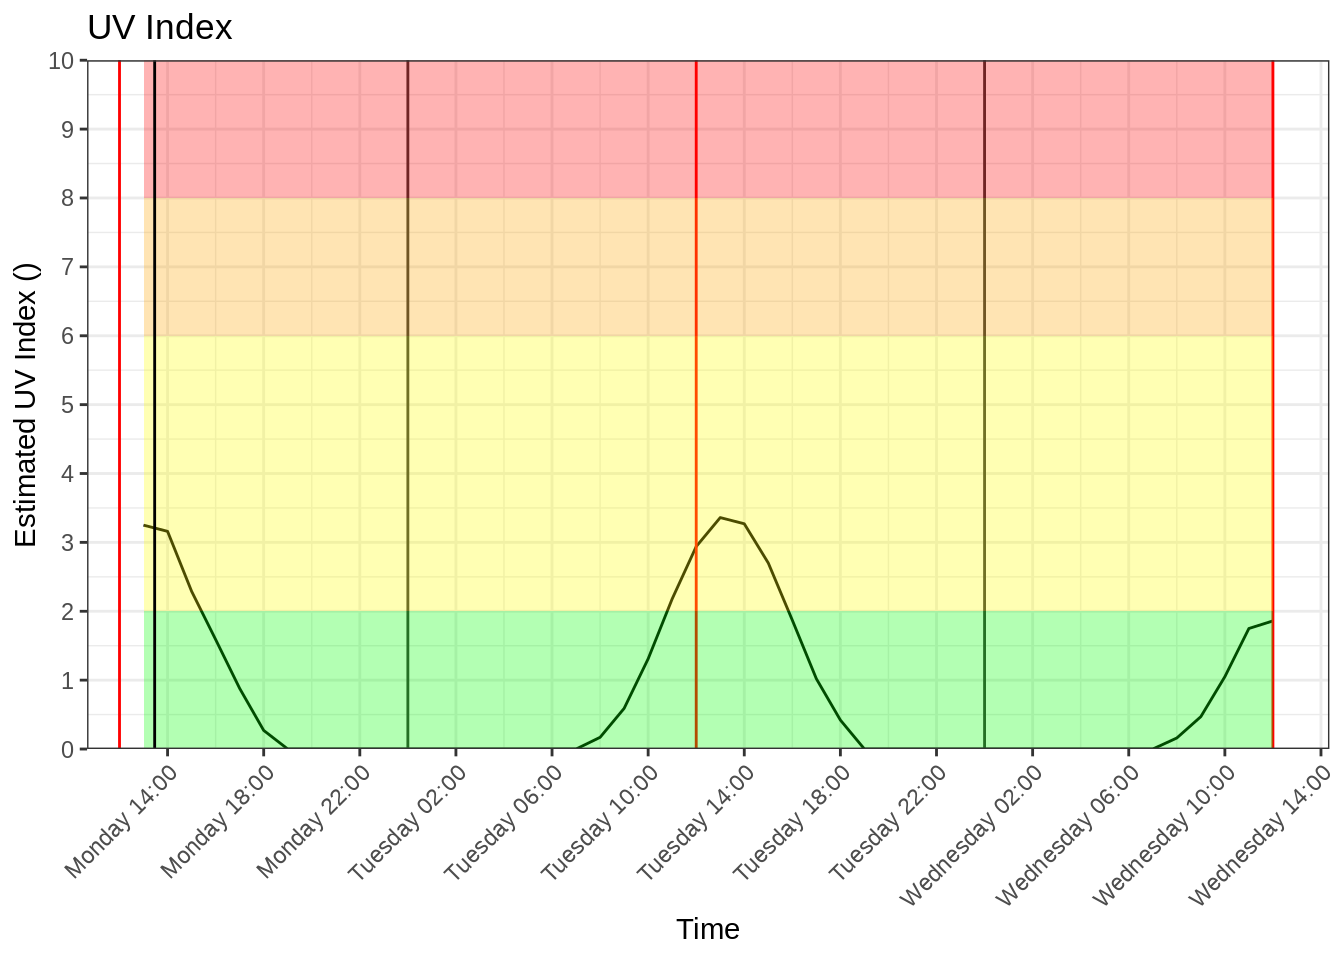 UV Index
Estimated UV Index ()
10
9
8
7
6
5
4
3
2
1
0
Monday 14:00
Monday 18:00
Monday 22:00
Tuesday 02:00
Tuesday 06:00
Tuesday 10:00
Tuesday 14:00
Tuesday 18:00
Tuesday 22:00
Wednesday 02:00
Wednesday 06:00
Wednesday 10:00
Wednesday 14:00
Time